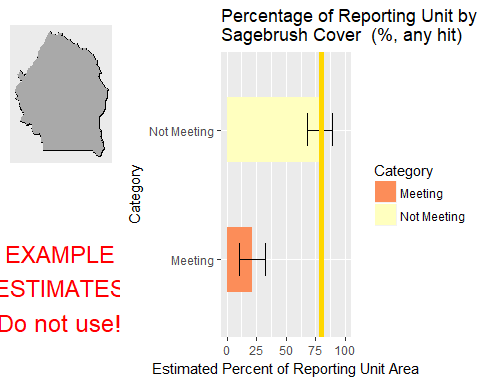 Percentage of Reporting Unit by
Sagebrush Cover (%, any hit)
Category
Not Meeting
Meeting
0 25 50 75 100
Estimated Percent of Reporting Unit Area
Category
Meeting
Not Meeting
EXAMPLE
ESTIMATES
Do not use!